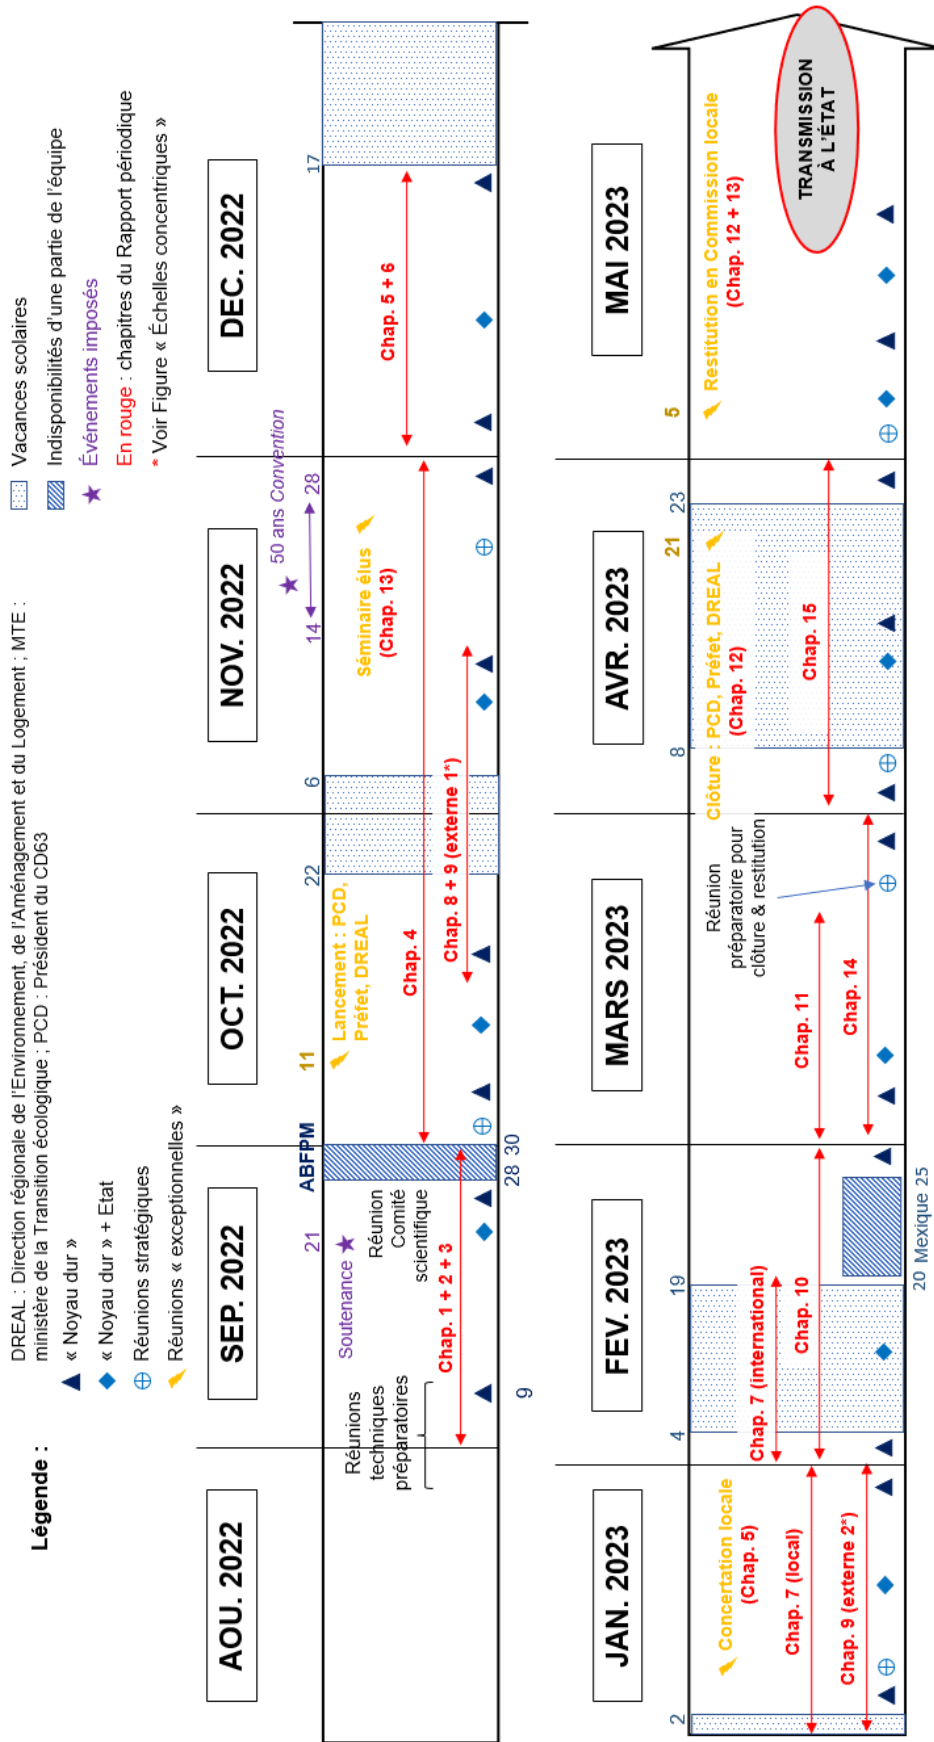 Légende :
DREAL : Direction régionale de l'Environnement, de l'Aménagement et du Logement ; MTE :
ministère de la Transition écologique ; PCD : Président du CD63
« Noyau dur »
« Noyau dur » + Etat
Réunions stratégiques
Réunions « exceptionnelles »
Vacances scolaires
Indisponibilités d'une partie de l'équipe
Événements imposés
En rouge : chapitres du Rapport périodique
* Voir Figure « Échelles concentriques »
AOU. 2022
SEP. 2022
OCT. 2022
NOV. 2022
DEC. 2022
21
ABFPM
11
22
6
14
28
50 ans Convention
17
Réunions
techniques
préparatoires
Soutenance
Réunion
Comité
scientifique
Lancement : PCD,
Préfet, DREAL
Séminaire élus
(Chap. 13)
Chap. 1 + 2 + 3
Chap. 4
Chap. 8 + 9 (externe 1*)
Chap. 5 + 6
9
28
30
JAN. 2023
FEV. 2023
MARS 2023
AVR. 2023
MAI 2023
2
4
19
8
21
23
5
Concertation locale
(Chap. 5)
Chap. 7 (local)
Chap. 9 (externe 2*)
Chap. 7 (international)
Chap. 10
20 Mexique 25
Réunion
préparatoire pour
clôture & restitution
Chap. 11
Chap. 14
Clôture : PCD, Préfet, DREAL
(Chap. 12)
Chap. 15
Restitution en Commission locale
(Chap. 12 + 13)
TRANSMISSION
À L'ÉTAT